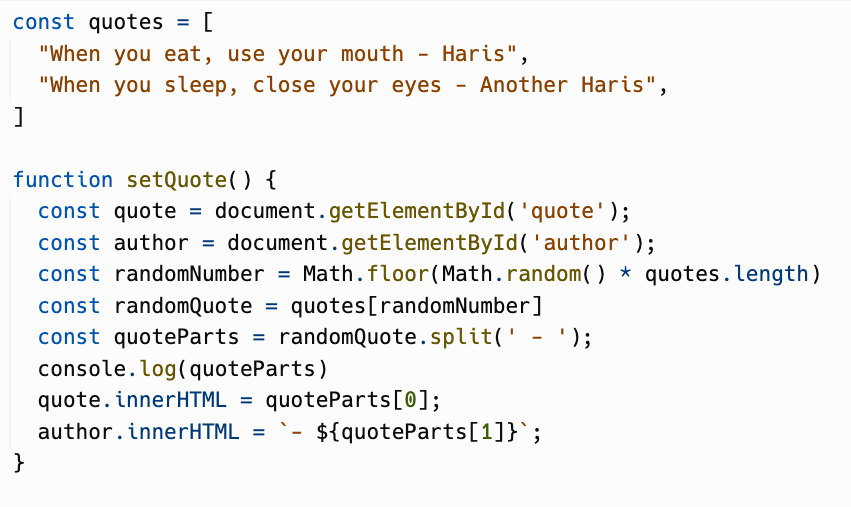 const quotes = [
  "When you eat, use your mouth - Haris",
  "When you sleep, close your eyes - Another Haris",
]

function setQuote() {
  const quote = document.getElementById('quote');
  const author = document.getElementById('author');
  const randomNumber = Math.floor(Math.random() * quotes.length)
  const randomQuote = quotes[randomNumber]
  const quoteParts = randomQuote.split(' - ');
  console.log(quoteParts)
  quote.innerHTML = quoteParts[0];
  author.innerHTML = `- ${quoteParts[1]}`;
}